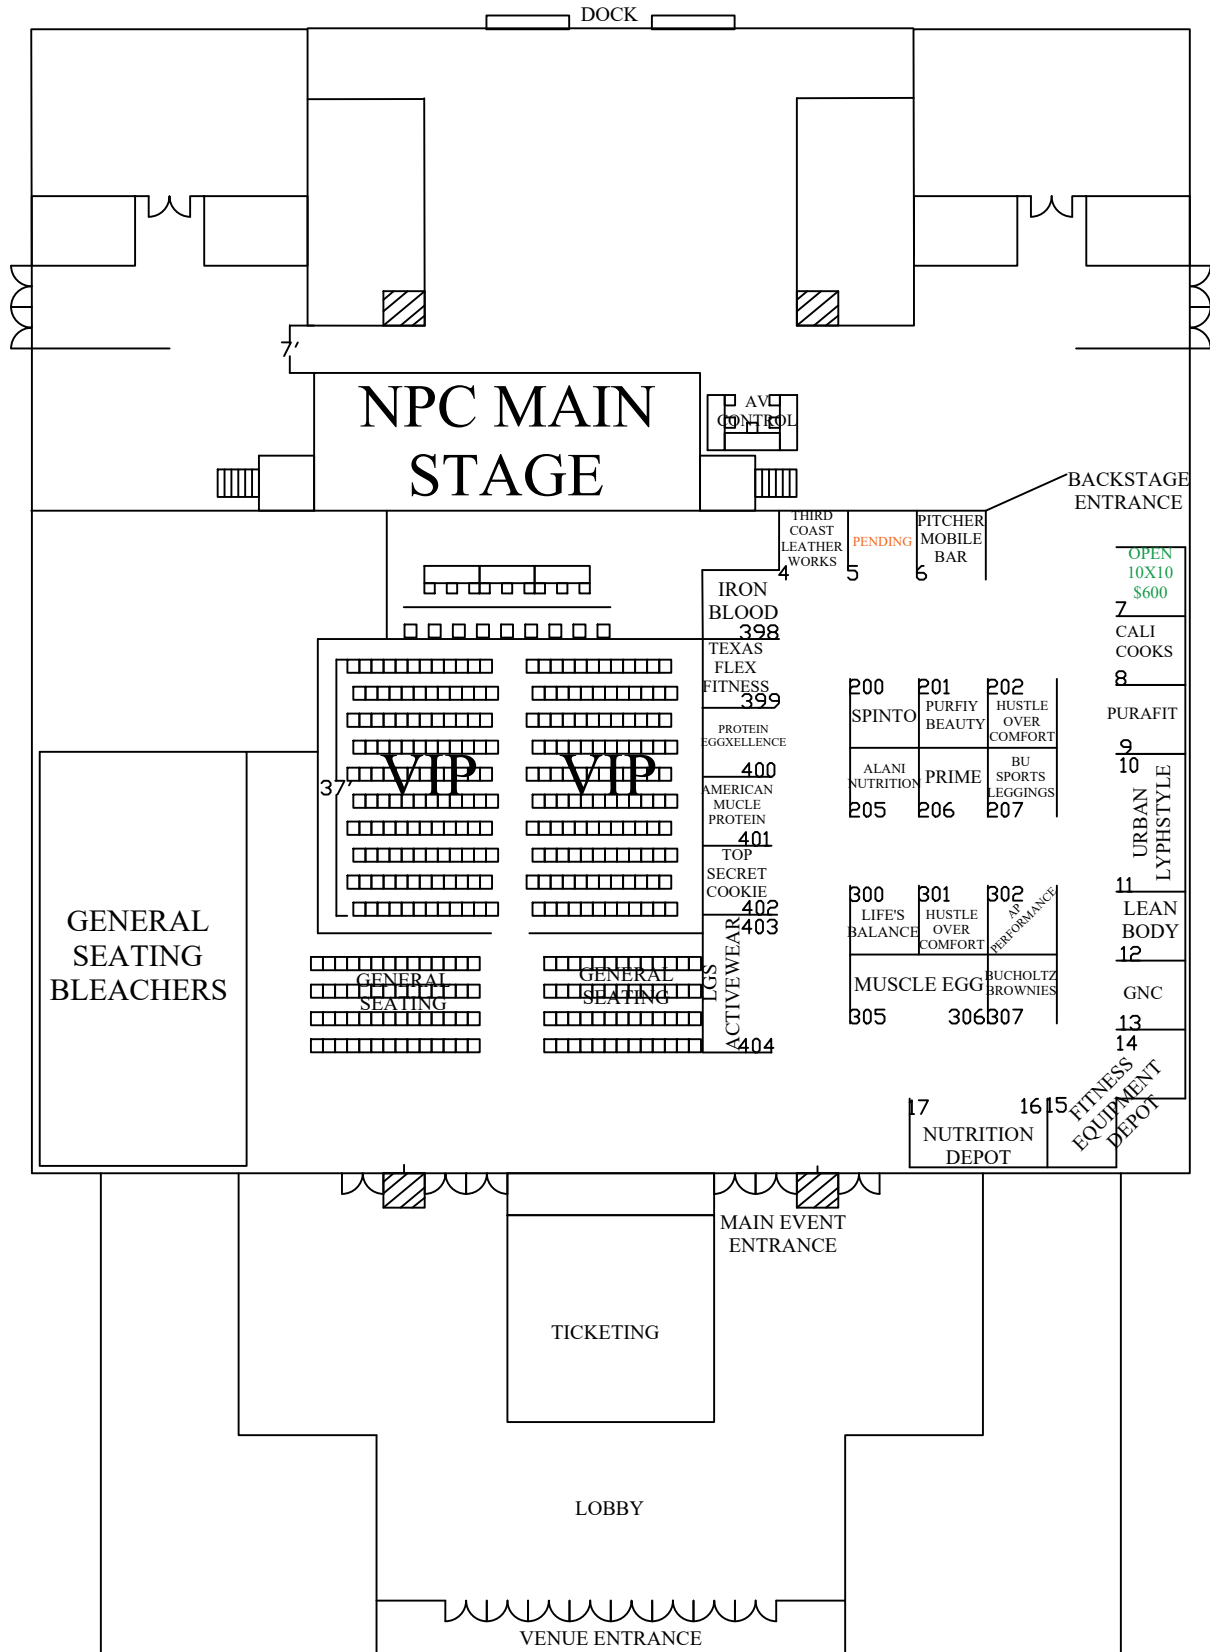 DOCK
7'
NPC MAIN
STAGE
AV
CONTROL
BACKSTAGE
ENTRANCE
THIRD
COAST
LEATHER
WORKS
4
PENDING
5
PITCHER
MOBILE
BAR
6
OPEN
10X10
$600
7
IRON
BLOOD
398
CALI
COOKS
8
TEXAS
FLEX
FITNESS
399
200
SPINTO
201
PURFIY
BEAUTY
202
HUSTLE
OVER
COMFORT
PURAFIT
9
PROTEIN
EGGXELLENCE
400
VIP
VIP
37'
ALANI
NUTRITION
205
PRIME
206
BU
SPORTS
LEGGINGS
207
10
URBAN
LYPHSTYLE
11
AMERICAN
MUCLE
PROTEIN
401
TOP
SECRET
COOKIE
402
300
LIFE'S
BALANCE
301
HUSTLE
OVER
COMFORT
302
AP
PERFORMANCE
LEAN
BODY
12
GENERAL
SEATING
BLEACHERS
GENERAL
SEATING
GENERAL
SEATING
403
LGS
ACTIVEWEAR
404
MUSCLE EGG
305
306
BUCHOLTZ
BROWNIES
307
GNC
13
14
FITNESS
EQUIPMENT
DEPOT
15
17
16
NUTRITION
DEPOT
MAIN EVENT
ENTRANCE
TICKETING
LOBBY
VENUE ENTRANCE